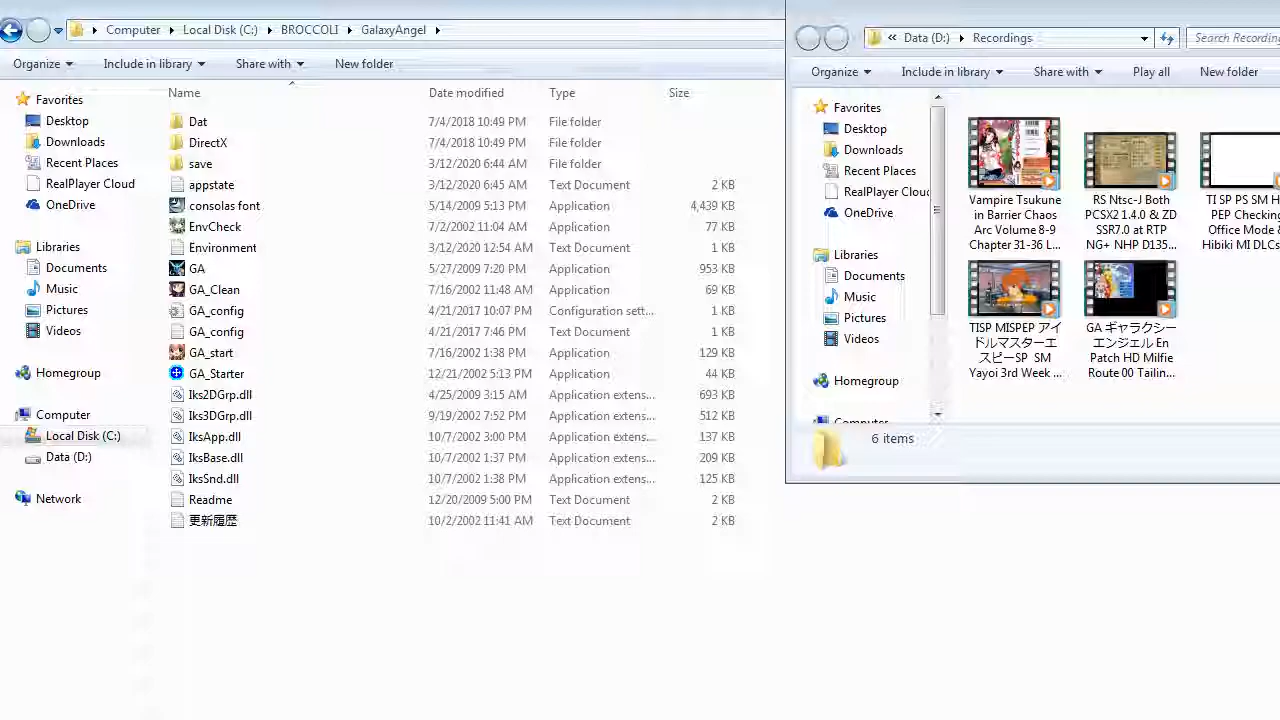 Computer Local Disk (C:) BROCCOLI GalaxyAngel
Organize Include in library Share with New folder
Name Date modified Type Size
Favorites
Desktop
Downloads
Recent Places
RealPlayer Cloud
OneDrive
Libraries
Documents
Music
Pictures
Videos
Homegroup
Computer
Local Disk (C:)
Data (D:)
Network
Dat 7/4/2018 10:49 PM File folder
DirectX 7/4/2018 10:49 PM File folder
save 3/12/2020 6:44 AM File folder
appstate 3/12/2020 6:45 AM Text Document 2 KB
consolas font 5/14/2009 5:13 PM Application 4,439 KB
EnvCheck 7/2/2002 11:04 AM Application 77 KB
Environment 3/12/2020 12:54 AM Text Document 1 KB
GA 5/27/2009 7:20 PM Application 953 KB
GA_Clean 7/16/2002 11:48 AM Application 69 KB
GA_config 4/21/2017 10:07 PM Configuration sett... 1 KB
GA_config 4/21/2017 7:46 PM Text Document 1 KB
GA_start 7/16/2002 1:38 PM Application 129 KB
GA_Starter 12/21/2002 5:13 PM Application 44 KB
Iks2DGrp.dll 4/25/2009 3:15 AM Application extens... 693 KB
Iks3DGrp.dll 9/19/2002 7:52 PM Application extens... 512 KB
IksApp.dll 10/7/2002 3:00 PM Application extens... 137 KB
IksBase.dll 10/7/2002 1:37 PM Application extens... 209 KB
IksSnd.dll 10/7/2002 1:38 PM Application extens... 125 KB
Readme 12/20/2009 5:00 PM Text Document 2 KB
更新履歴 10/2/2002 11:41 AM Text Document 2 KB
« Data (D:) Recordings Search Recordin
Organize Include in library Share with Play all New folder
Favorites
Desktop
Downloads
Recent Places
RealPlayer Clou
OneDrive
Libraries
Documents
Music
Pictures
Videos
Homegroup
Computer
Vampire Tsukune
in Barrier Chaos
Arc Volume 8-9
Chapter 31-36 L...
RS Ntsc-J Both
PCSX2 1.4.0 & ZD
SSR7.0 at RTP
NG+ NHP D135...
TI SP PS SM H
PEP Checking
Office Mode &
Hibiki MI DLCs
TISP MISPEP アイ
ドルマスターエ
スピーSP SM
Yayoi 3rd Week ...
GA ギャラクシー
エンジェル En
Patch HD Milfie
Route 00 Tailin...
6 items